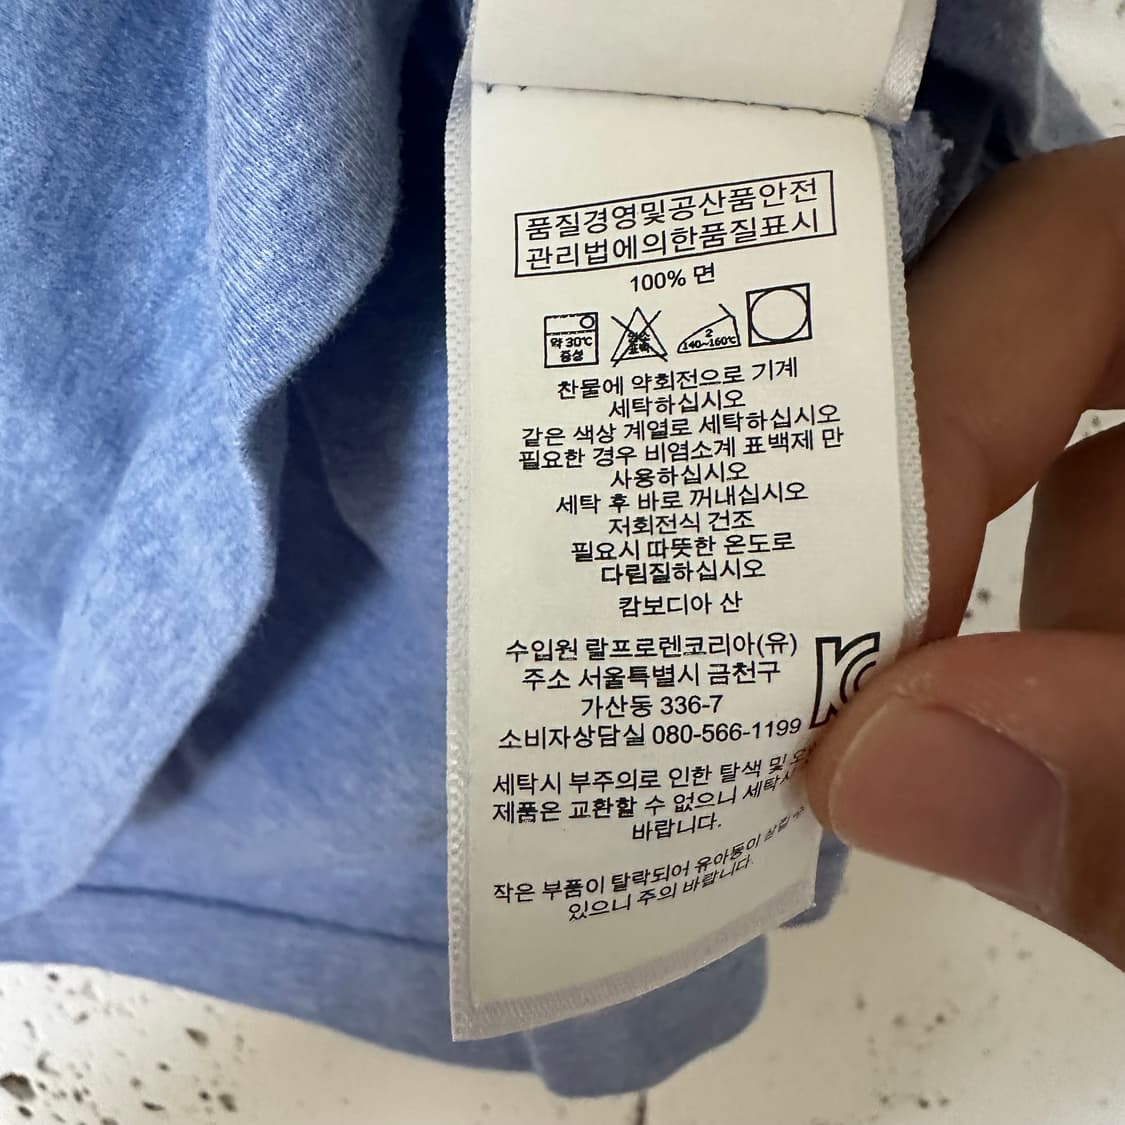 품질경영및공산품안전
관리법에의한품질표시
100% 면
약 30℃
중성
염소
표백
2
140~160℃
찬물에 약회전으로 기계
세탁하십시오
같은 색상 계열로 세탁하십시오
필요한 경우 비염소계 표백제 만
사용하십시오
세탁 후 바로 꺼내십시오
저회전식 건조
필요시 따뜻한 온도로
다림질하십시오
캄보디아 산
수입원 랄프로렌코리아(유)
주소 서울특별시 금천구
가산동 336-7
소비자상담실 080-566-1199
세탁시 부주의로 인한 탈색 및
제품은 교환할 수 없으니
바랍니다.
작은 부품이 탈락되어 유아동이 삼킬
있으니 주의 바랍니다.